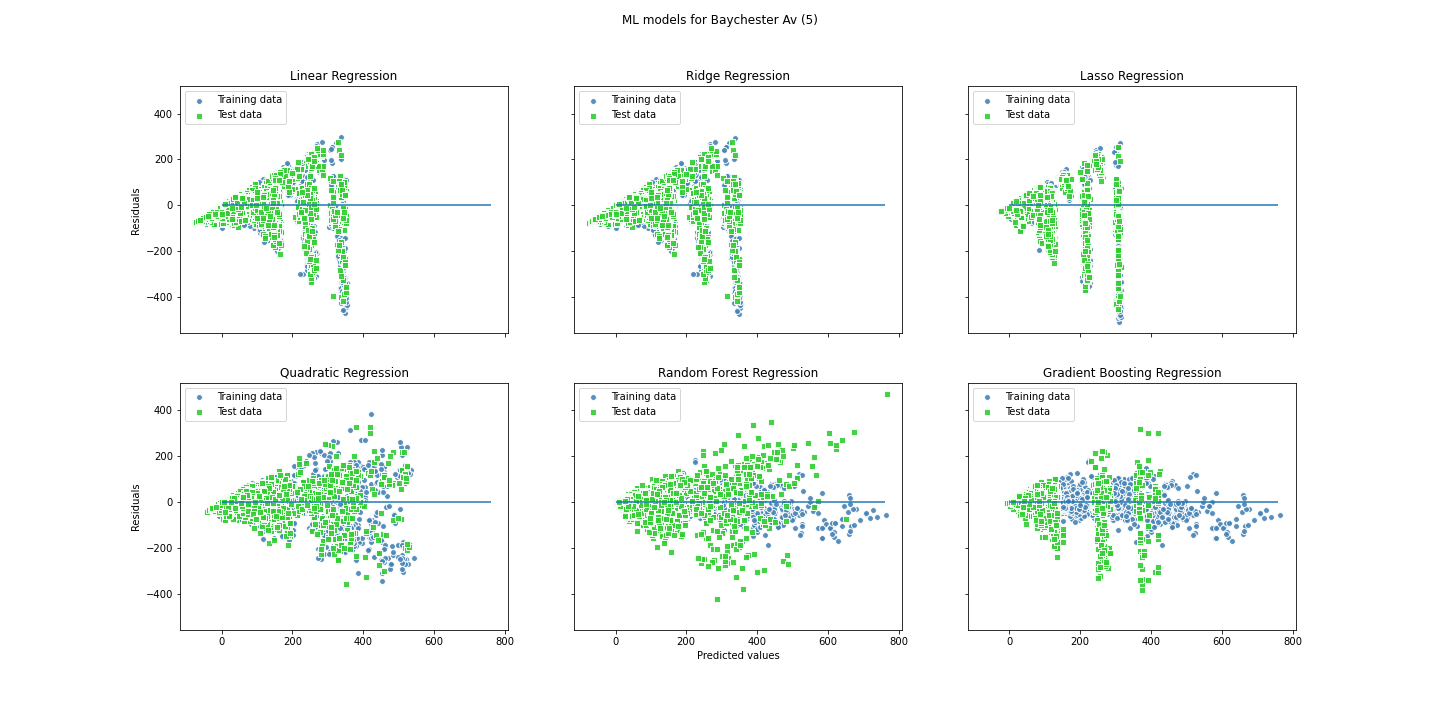 ML models for Baychester Av (5)
Linear Regression
Training data
Test data
400
200
0
−200
−400
Residuals
Ridge Regression
Training data
Test data
Lasso Regression
Training data
Test data
Quadratic Regression
Training data
Test data
400
200
0
−200
−400
Residuals
0 200 400 600 800
Random Forest Regression
Training data
Test data
0 200 400 600 800
Predicted values
Gradient Boosting Regression
Training data
Test data
0 200 400 600 800